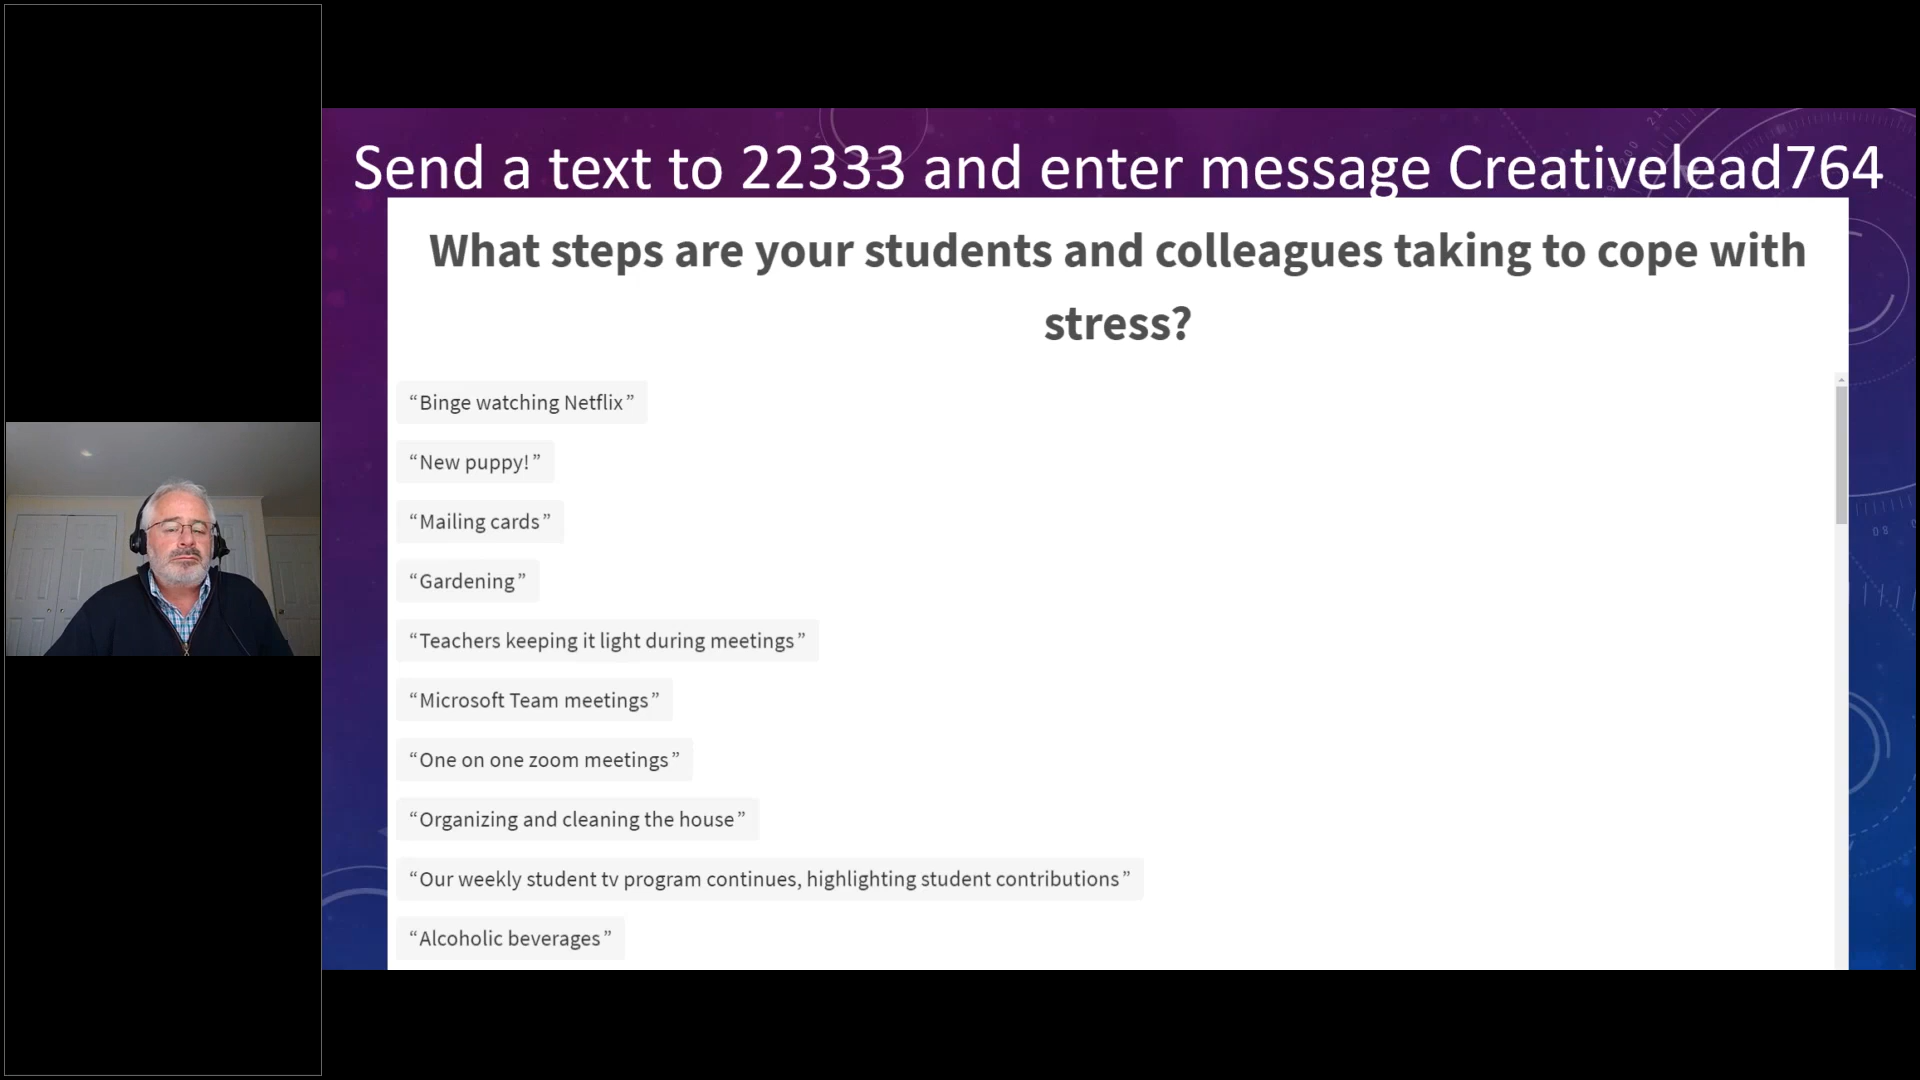 Send a text to 22333 and enter message Creativelead764
What steps are your students and colleagues taking to cope with
stress?
“Binge watching Netflix”
“New puppy!”
“Mailing cards”
“Gardening”
“Teachers keeping it light during meetings”
“Microsoft Team meetings”
“One on one zoom meetings”
“Organizing and cleaning the house”
“Our weekly student tv program continues, highlighting student contributions”
“Alcoholic beverages”